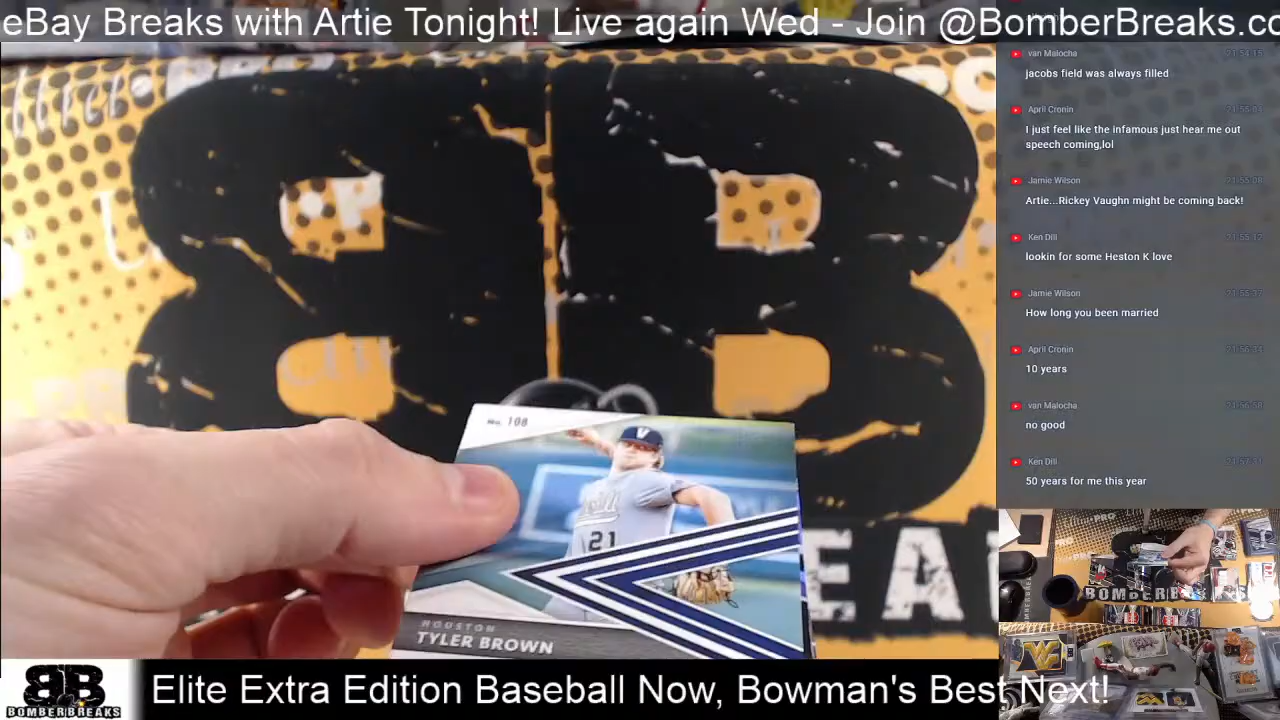 eBay Breaks with Artie Tonight! Live again Wed - Join @BomberBreaks.co
van Malocha
jacobs field was always filled
April Cronin
I just feel like the infamous just hear me out
speech coming,lol
Jamie Wilson
Artie...Rickey Vaughn might be coming back!
Ken Dill
lookin for some Heston K love
Jamie Wilson
How long you been married
April Cronin
10 years
van Malocha
no good
Ken Dill
50 years for me this year
No. 108
V
21
HOUSTON
TYLER BROWN
EA
BOMBERBREAKS
Elite Extra Edition Baseball Now, Bowman's Best Next!